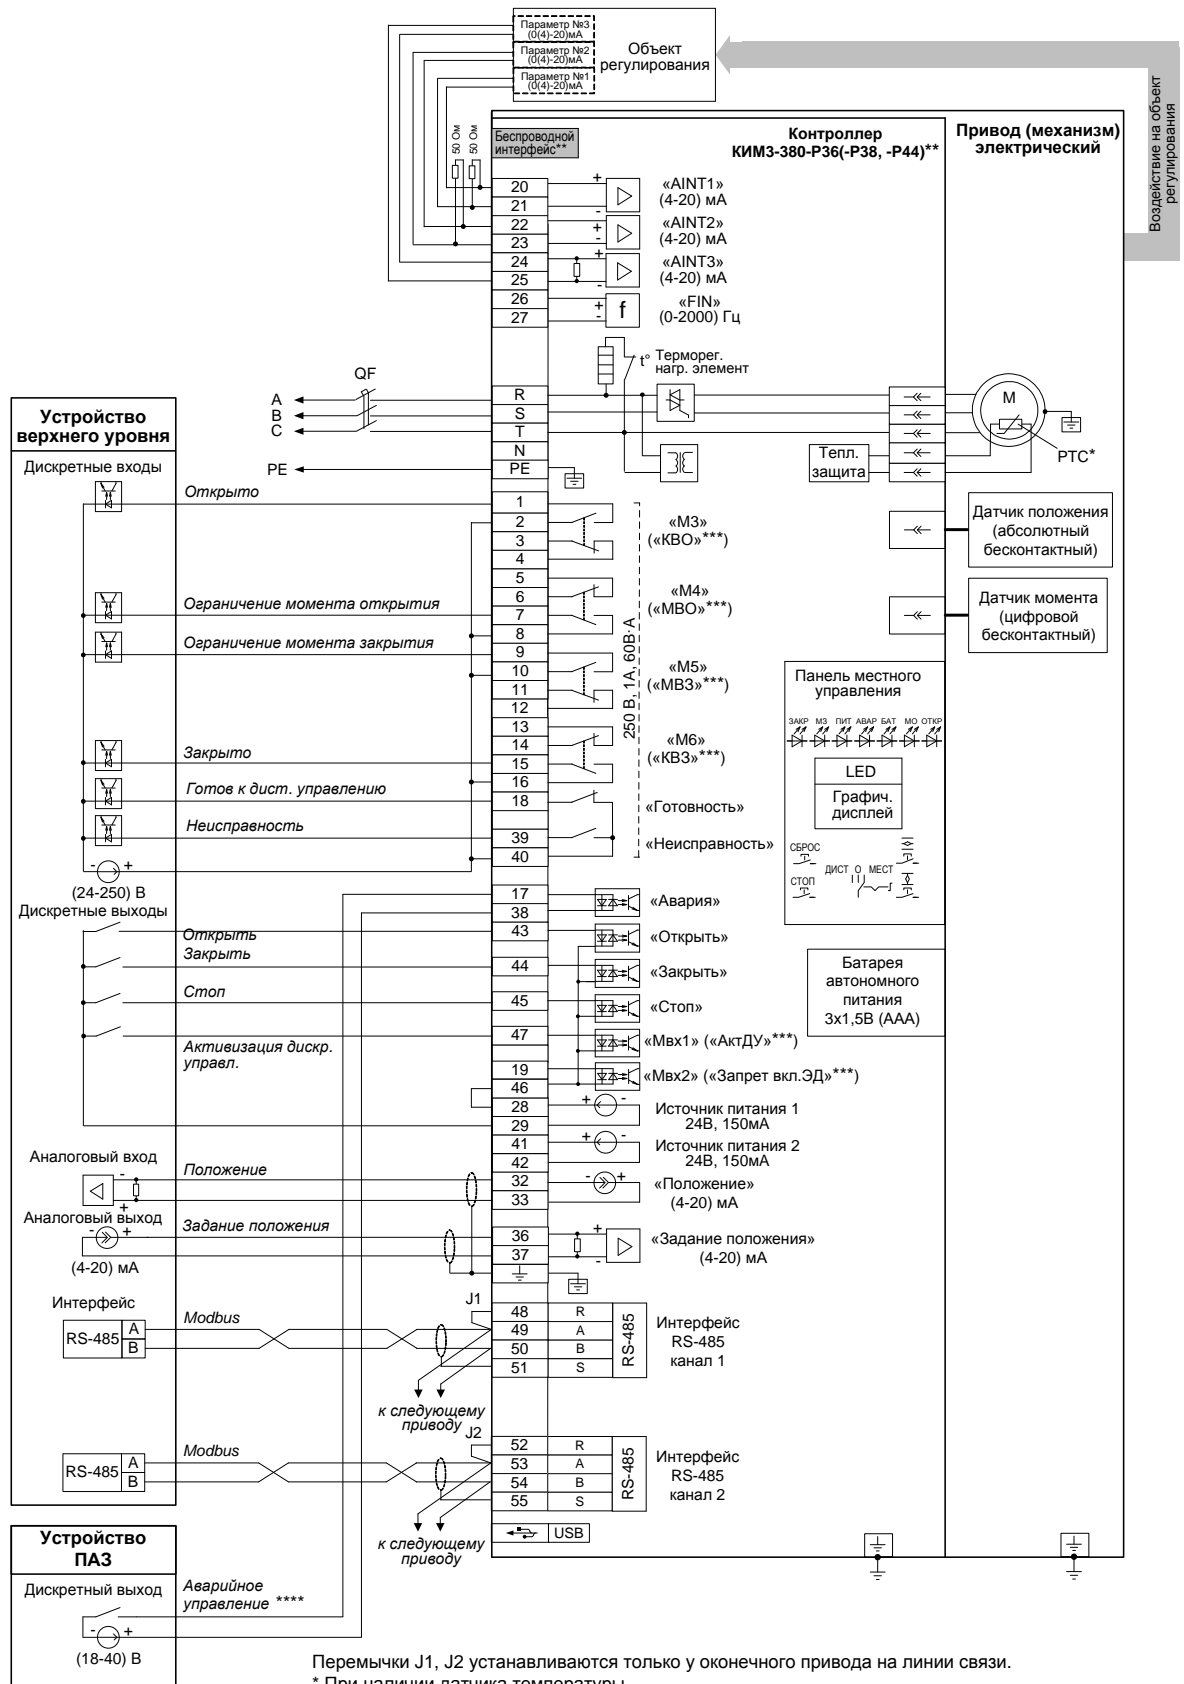 Параметр №3
(0(4)-20)мА
Параметр №2
(0(4)-20)мА
Параметр №1
(0(4)-20)мА
Объект
регулирования
Воздействие на объект
регулирования
50 Ом
50 Ом
Беспроводной
интерфейс**
Контроллер
КИМ3-380-Р36(-Р38, -Р44)**
Привод (механизм)
электрический
20
21
22
23
24
25
26
27
+
-
«AINT1»
(4-20) мА
+
-
«AINT2»
(4-20) мА
+
-
«AINT3»
(4-20) мА
+
-
f
«FIN»
(0-2000) Гц
t° Терморег.
нагр. элемент
QF
A
B
C
PE
R
S
T
N
PE
M
PTC*
Тепл.
защита
Устройство
верхнего уровня
Дискретные входы
Открыто
Ограничение момента открытия
Ограничение момента закрытия
Закрыто
Готов к дист. управлению
Неисправность
- +
(24-250) В
1
2
3
4
5
6
7
8
9
10
11
12
13
14
15
16
18
39
40
«М3»
(«КВО»***)
«М4»
(«МВО»***)
«М5»
(«МВЗ»***)
«М6»
(«КВЗ»***)
«Готовность»
«Неисправность»
250 В, 1А, 60В·А
Датчик положения
(абсолютный
бесконтактный)
Датчик момента
(цифровой
бесконтактный)
Панель местного
управления
ЗАКР МЗ ПИТ АВАР БАТ МО ОТКР
LED
Графич.
дисплей
СБРОС
СТОП
ДИСТ О МЕСТ
Батарея
автономного
питания
3х1,5В (ААА)
Дискретные выходы
Открыть
Закрыть
Стоп
Активизация дискр.
управл.
17
38
43
44
45
47
19
46
28
29
41
42
32
33
36
37
«Авария»
«Открыть»
«Закрыть»
«Стоп»
«Мвх1» («АктДУ»***)
«Мвх2» («Запрет вкл.ЭД»***)
+ -
Источник питания 1
24В, 150мА
+ -
Источник питания 2
24В, 150мА
- +
«Положение»
(4-20) мА
+
-
«Задание положения»
(4-20) мА
Аналоговый вход
-
+
Положение
Аналоговый выход
- +
(4-20) мА
Задание положения
Интерфейс
RS-485
A
B
Modbus
J1
48 R
49 A
50 B
51 S
RS-485
Интерфейс
RS-485
канал 1
к следующему
приводу
RS-485
A
B
Modbus
J2
52 R
53 A
54 B
55 S
RS-485
Интерфейс
RS-485
канал 2
к следующему
приводу
USB
Устройство
ПАЗ
Дискретный выход
Аварийное
управление ****
- +
(18-40) В
Перемычки J1, J2 устанавливаются только у оконечного привода на линии связи.
* При наличии датчика температуры